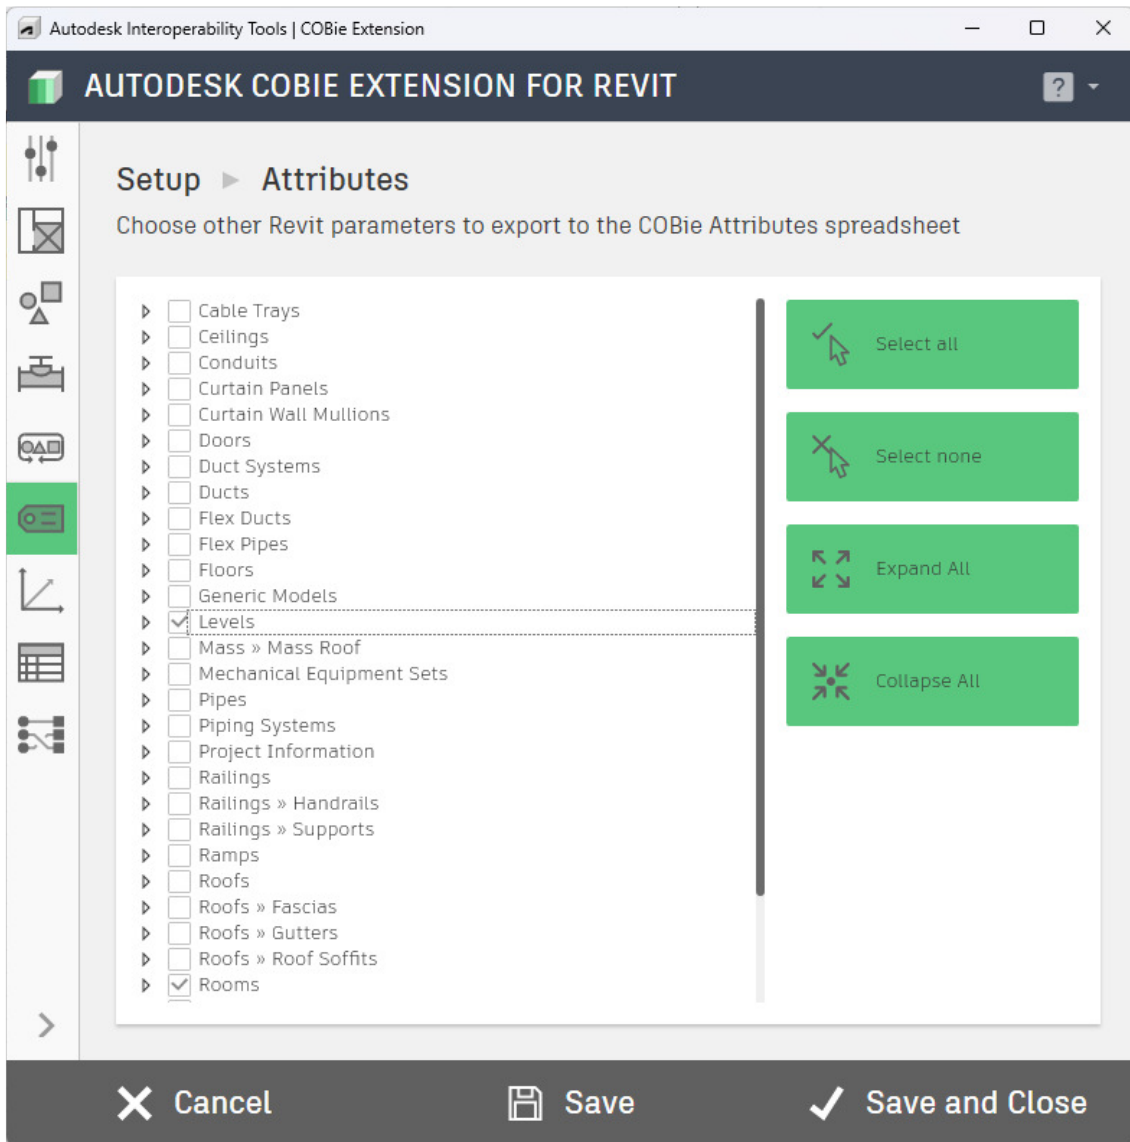 Autodesk Interoperability Tools | COBie Extension
AUTODESK COBIE EXTENSION FOR REVIT
?
Setup ▶ Attributes
Choose other Revit parameters to export to the COBie Attributes spreadsheet
Cable Trays
Ceilings
Conduits
Curtain Panels
Curtain Wall Mullions
Doors
Duct Systems
Ducts
Flex Ducts
Flex Pipes
Floors
Generic Models
Levels
Mass » Mass Roof
Mechanical Equipment Sets
Pipes
Piping Systems
Project Information
Railings
Railings » Handrails
Railings » Supports
Ramps
Roofs
Roofs » Fascias
Roofs » Gutters
Roofs » Roof Soffits
Rooms
Select all
Select none
Expand All
Collapse All
Cancel
Save
Save and Close